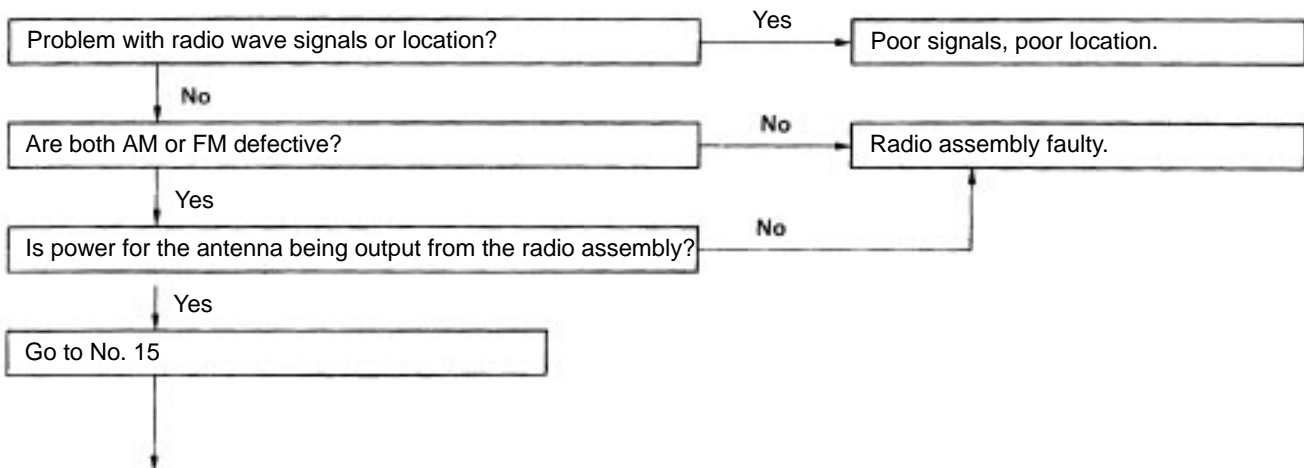 Problem with radio wave signals or location?
Yes
Poor signals, poor location.
No
Are both AM or FM defective?
No
Radio assembly faulty.
Yes
Is power for the antenna being output from the radio assembly?
No
Yes
Go to No. 15